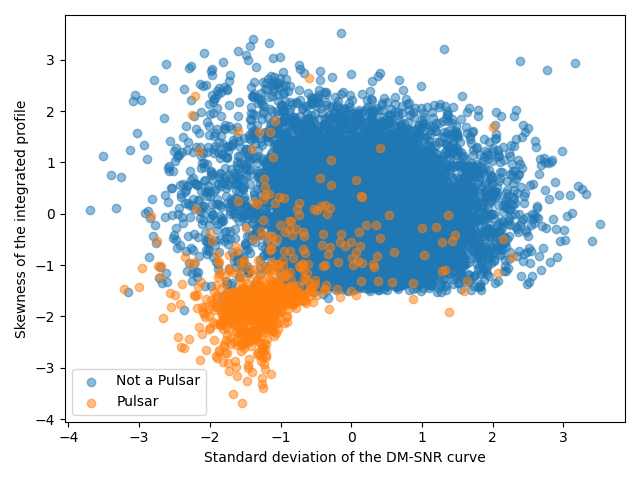 3
2
1
0
−1
−2
−3
−4
Skewness of the integrated profile
Not a Pulsar
Pulsar
−4 −3 −2 −1 0 1 2 3
Standard deviation of the DM-SNR curve